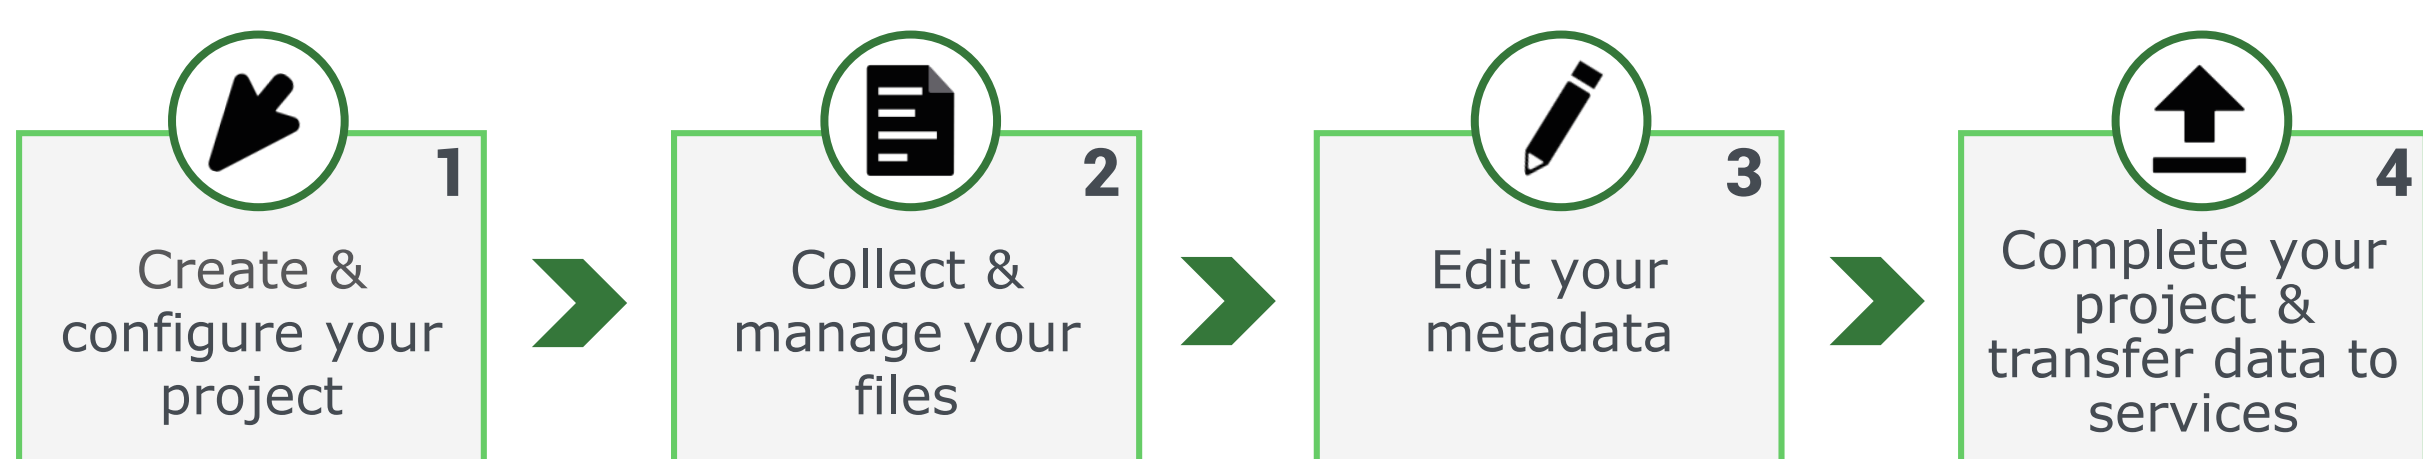 1
Create &
configure your
project
2
Collect &
manage your
files
3
Edit your
metadata
4
Complete your
project &
transfer data to
services